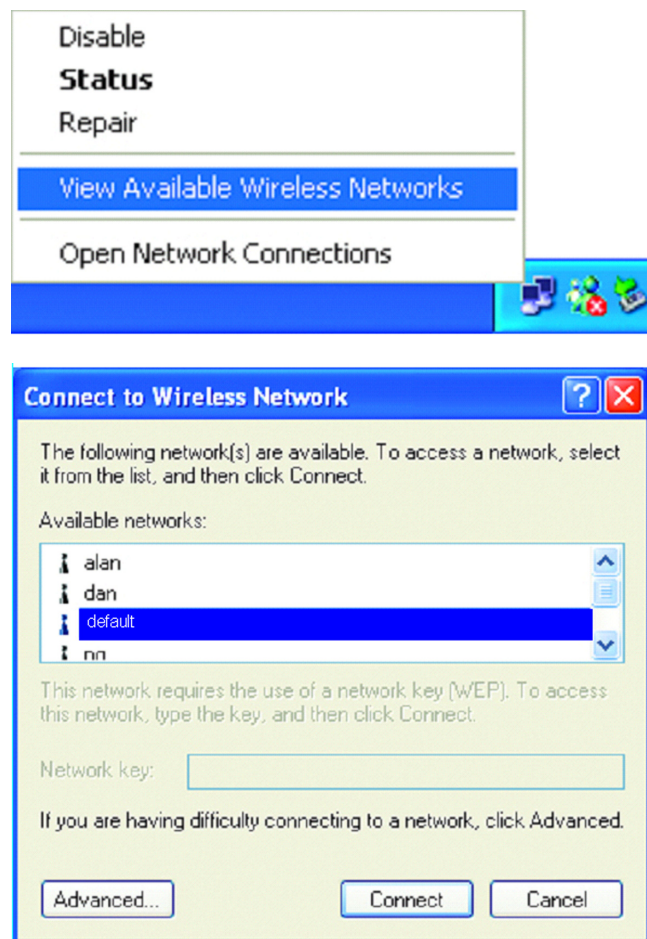 Disable
Status
Repair
View Available Wireless Networks
Open Network Connections
Connect to Wireless Network
The following network(s) are available. To access a network, select
it from the list, and then click Connect.
Available networks:
alan
dan
default
This network requires the use of a network key (WEP). To access
this network, type the key, and then click Connect.
Network key:
If you are having difficulty connecting to a network, click Advanced.
Advanced...
Connect
Cancel